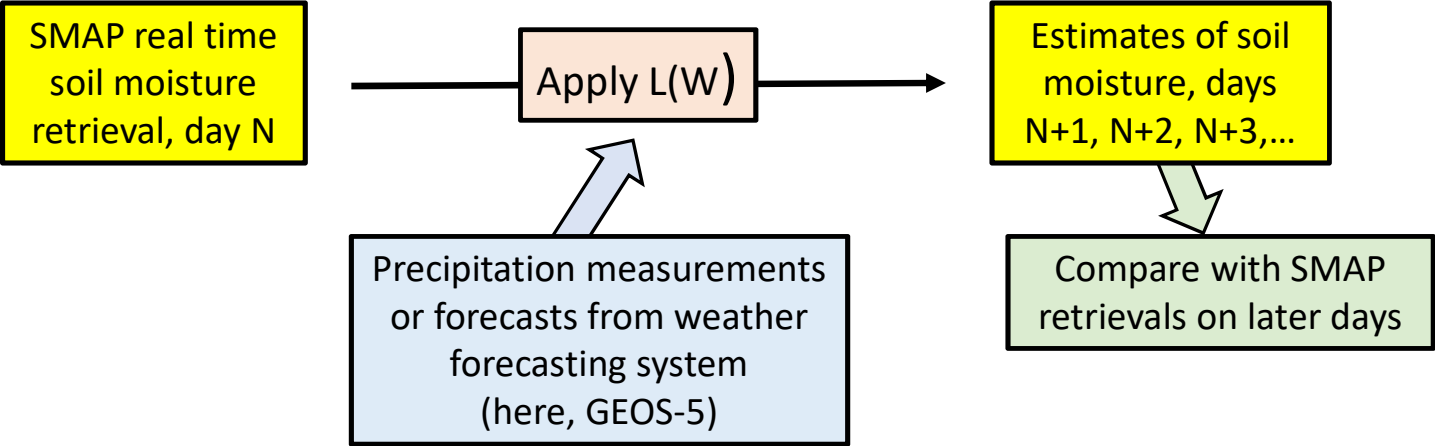 SMAP real time
soil moisture
retrieval, day N
Apply L(W)
Estimates of soil
moisture, days
N+1, N+2, N+3,…
Precipitation measurements
or forecasts from weather
forecasting system
(here, GEOS-5)
Compare with SMAP
retrievals on later days